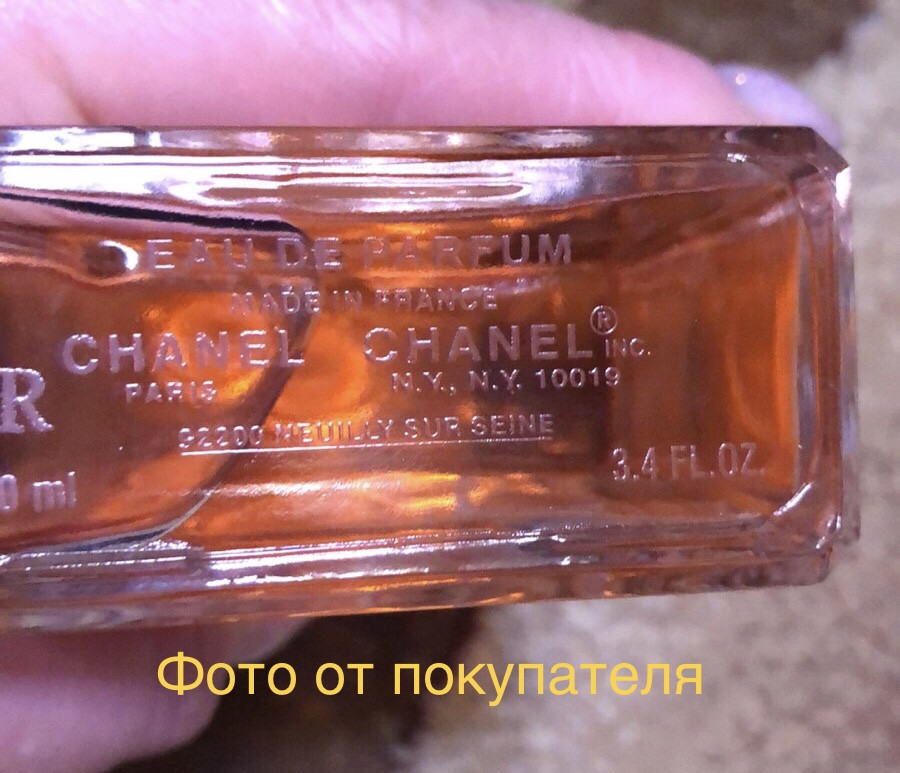 EAU DE PARFUM
MADE IN FRANCE
CHANEL CHANEL® INC.
PARIS N.Y., N.Y. 10019
R
92200 NEUILLY SUR SEINE
0 ml 3.4 FL.OZ.
Фото от покупателя